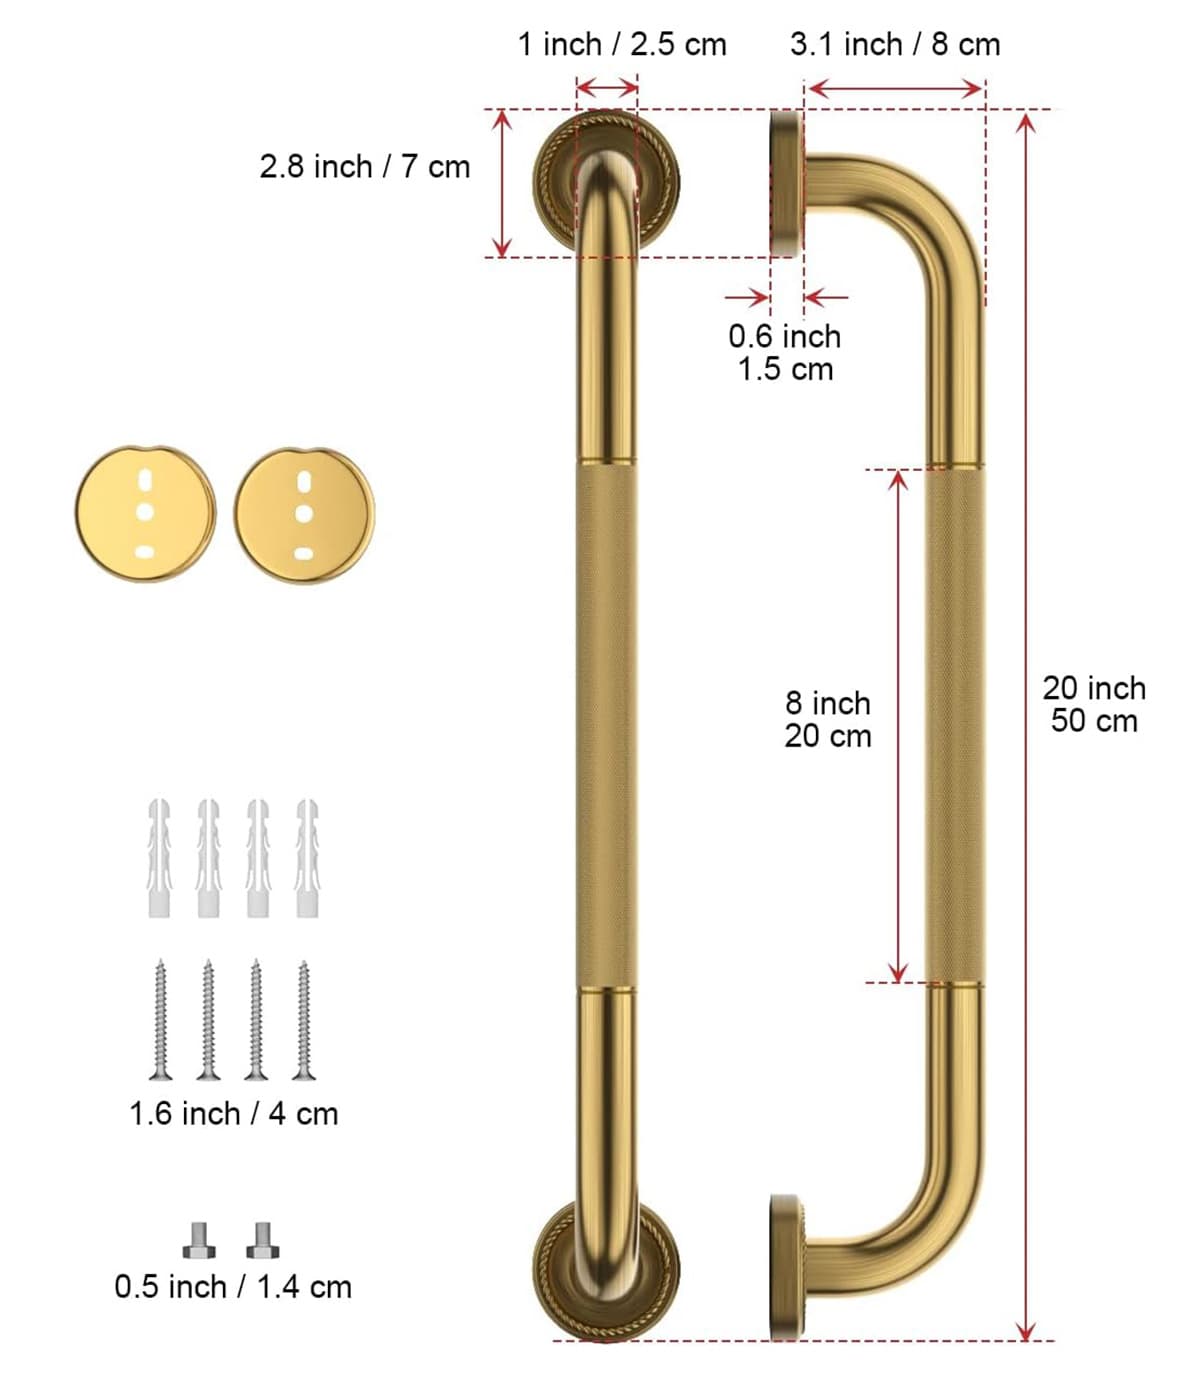 1 inch / 2.5 cm
3.1 inch / 8 cm
2.8 inch / 7 cm
0.6 inch
1.5 cm
8 inch
20 cm
20 inch
50 cm
1.6 inch / 4 cm
0.5 inch / 1.4 cm